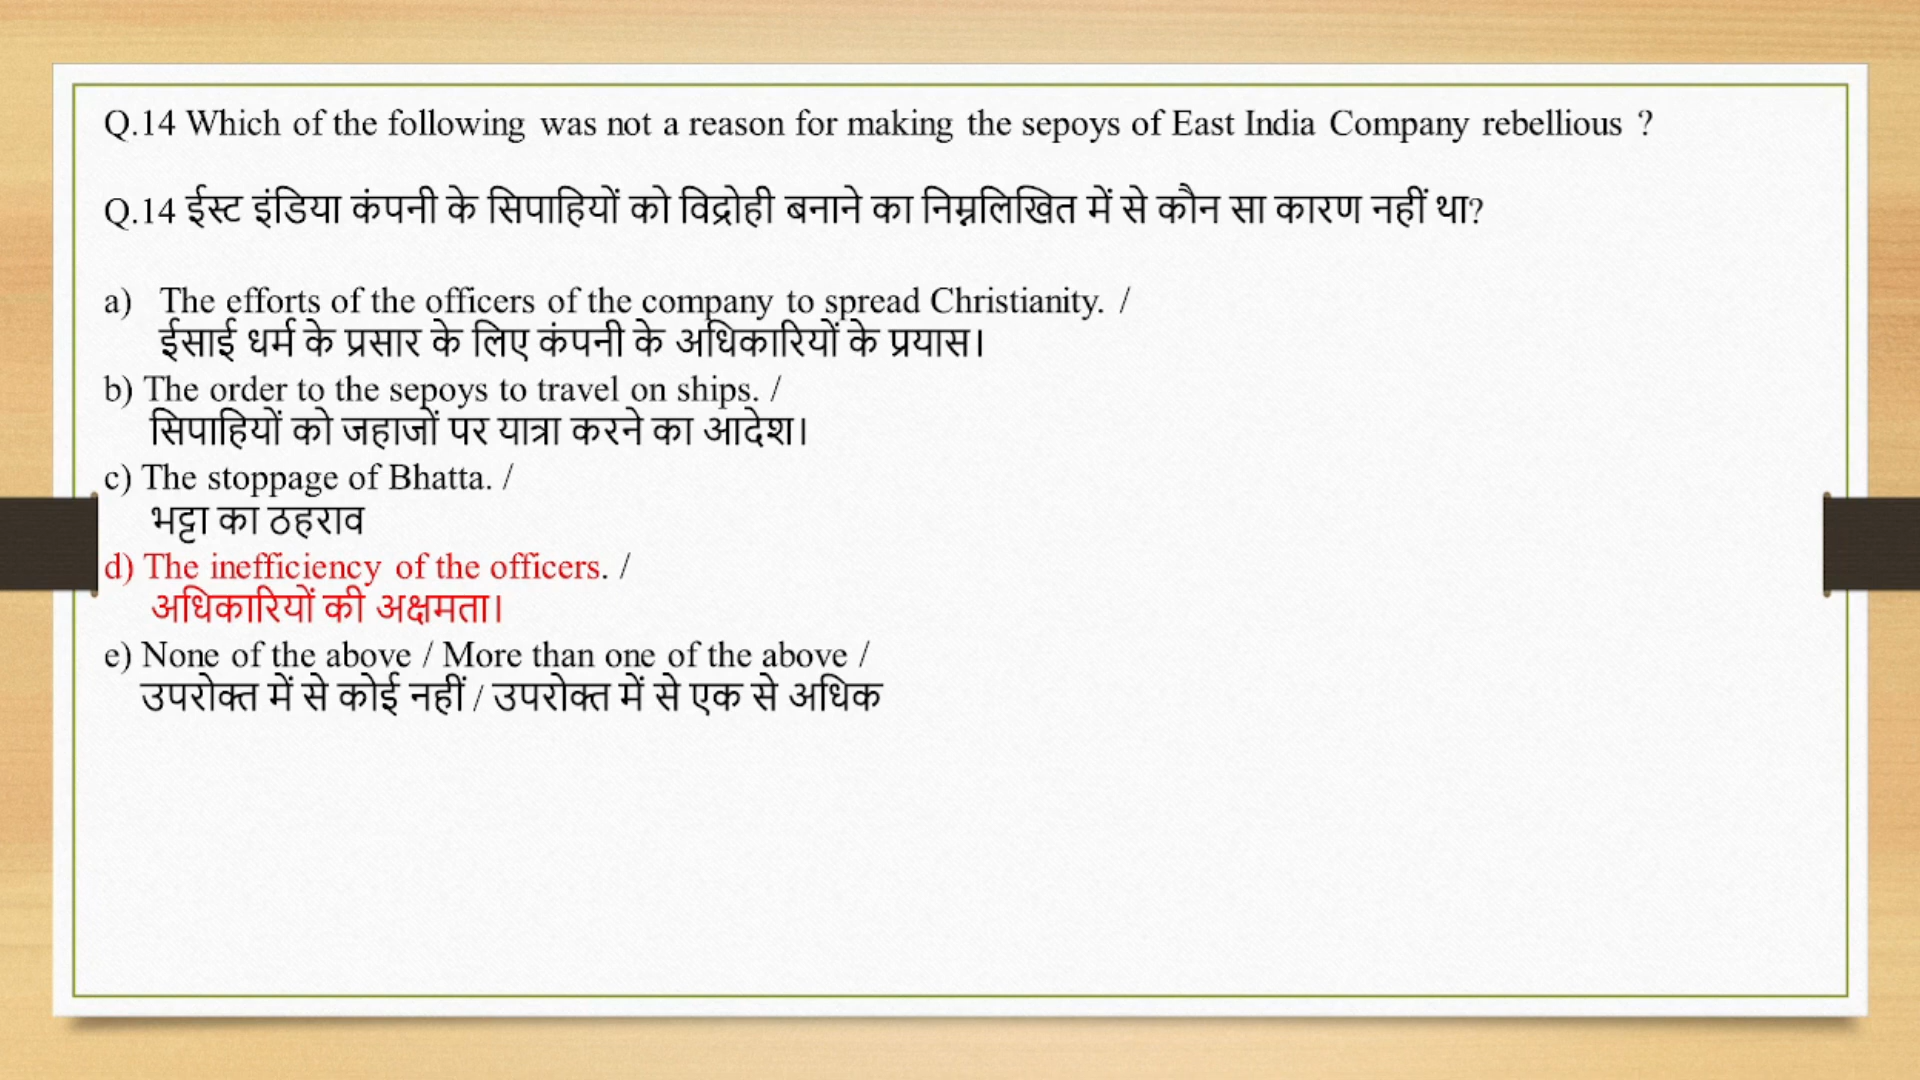 Q.14 Which of the following was not a reason for making the sepoys of East India Company rebellious ?
Q.14 ईस्ट इंडिया कंपनी के सिपाहियों को विद्रोही बनाने का निम्नलिखित में से कौन सा कारण नहीं था?
a) The efforts of the officers of the company to spread Christianity. /
ईसाई धर्म के प्रसार के लिए कंपनी के अधिकारियों के प्रयास।
b) The order to the sepoys to travel on ships. /
सिपाहियों को जहाजों पर यात्रा करने का आदेश।
c) The stoppage of Bhatta. /
भट्टा का ठहराव
d) The inefficiency of the officers. /
अधिकारियों की अक्षमता।
e) None of the above / More than one of the above /
उपरोक्त में से कोई नहीं / उपरोक्त में से एक से अधिक